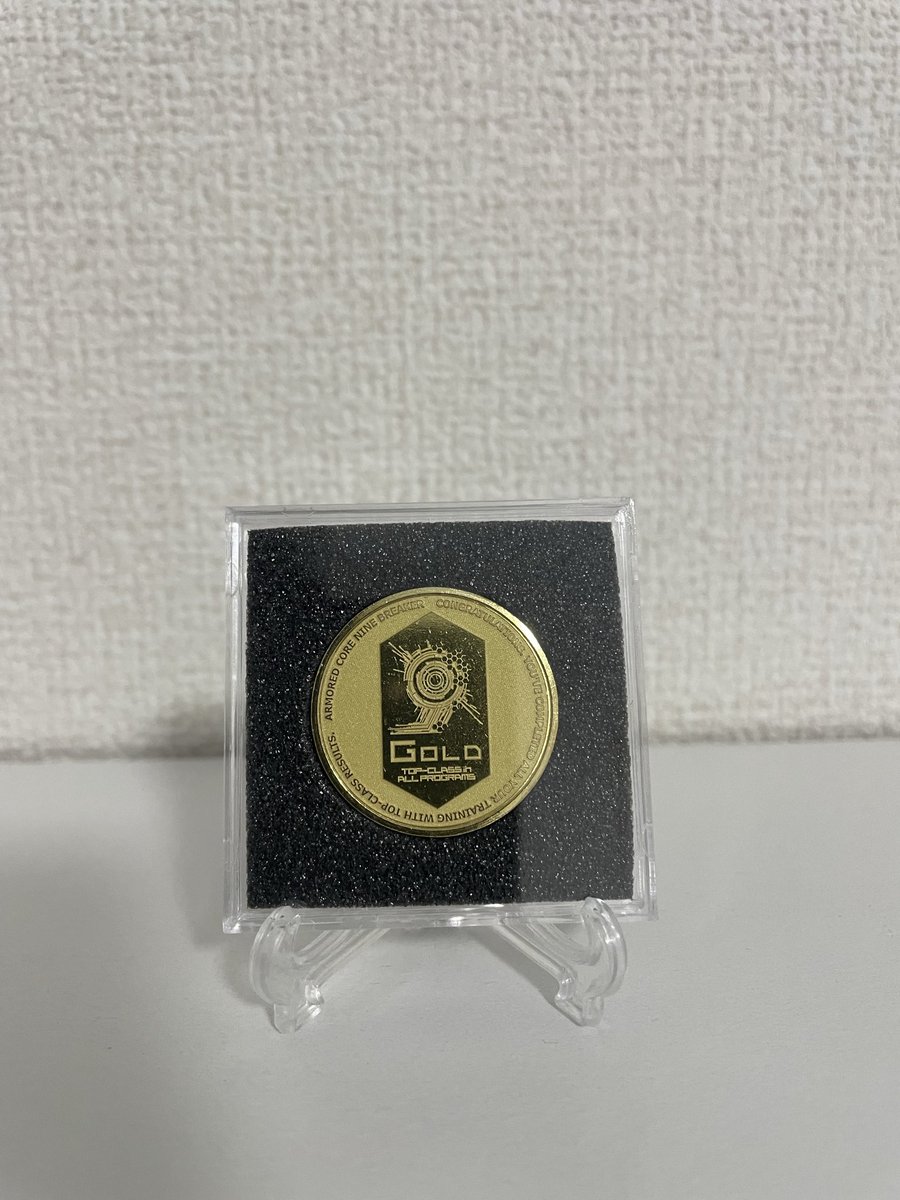 ARMORED CORE NINE BREAKER
CONGRATULATIONS. YOU'VE COMPLETED ALL YOUR TRAINING WITH TOP-CLASS RESULTS.
9
GOLD
TOP-CLASS in
ALL PROGRAMS